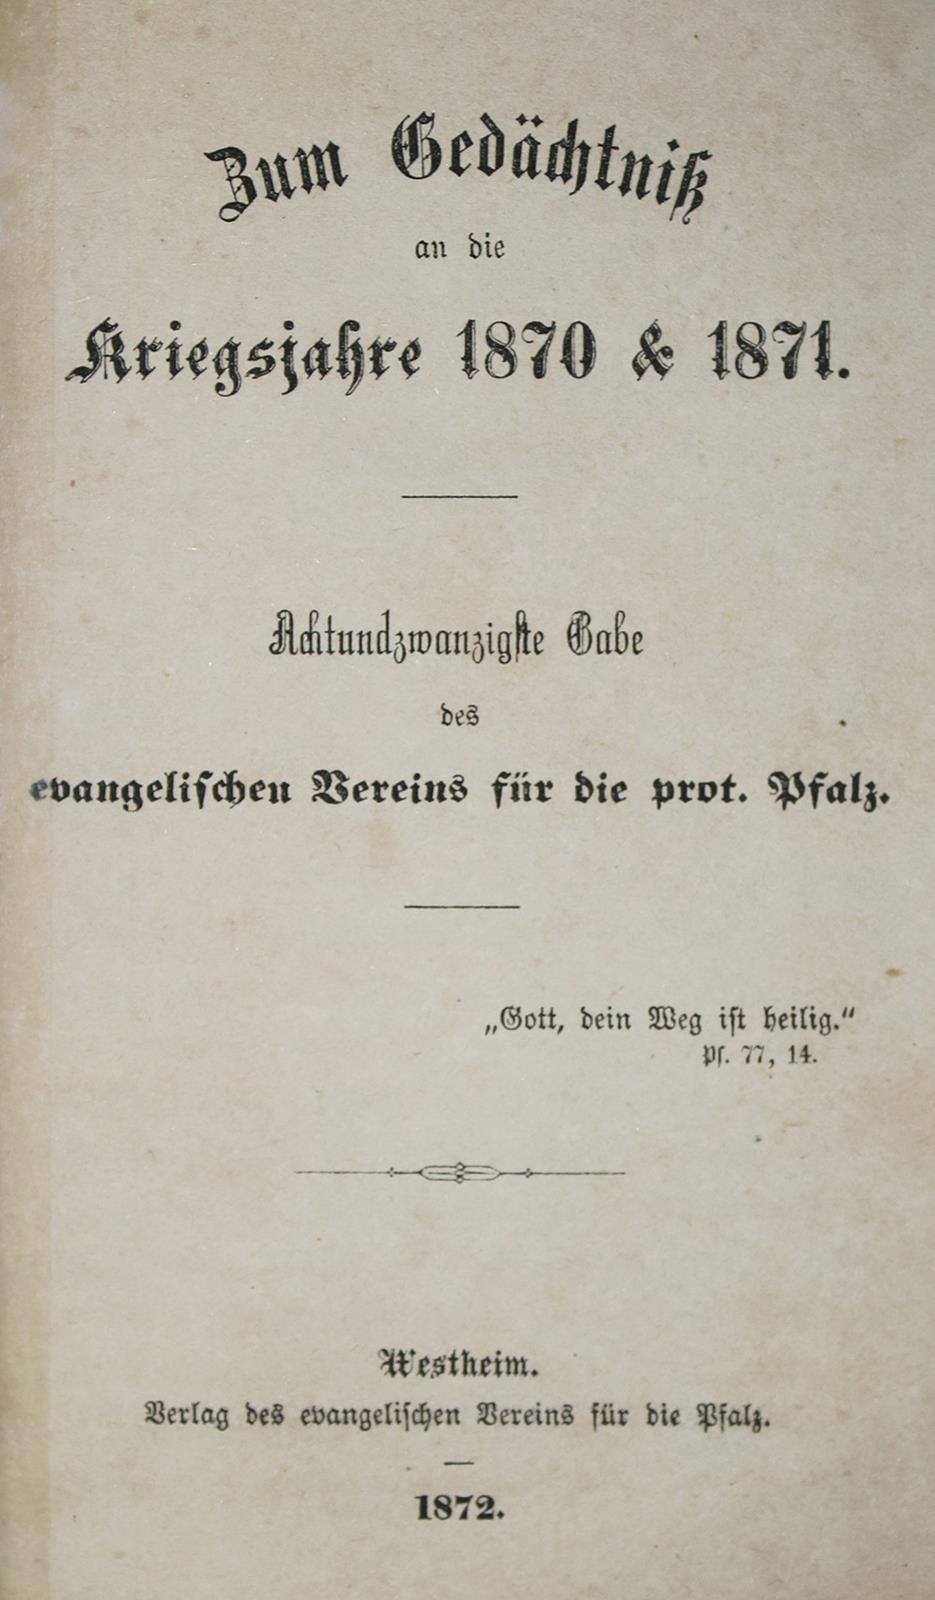 Zum Gedächtniß
an die
Kriegsjahre 1870 & 1871.
Achtundzwanzigste Gabe
des
evangelischen Vereins für die prot. Pfalz.
„Gott, dein Weg ist heilig.“
Ps. 77, 14.
Westheim.
Verlag des evangelischen Vereins für die Pfalz.
1872.